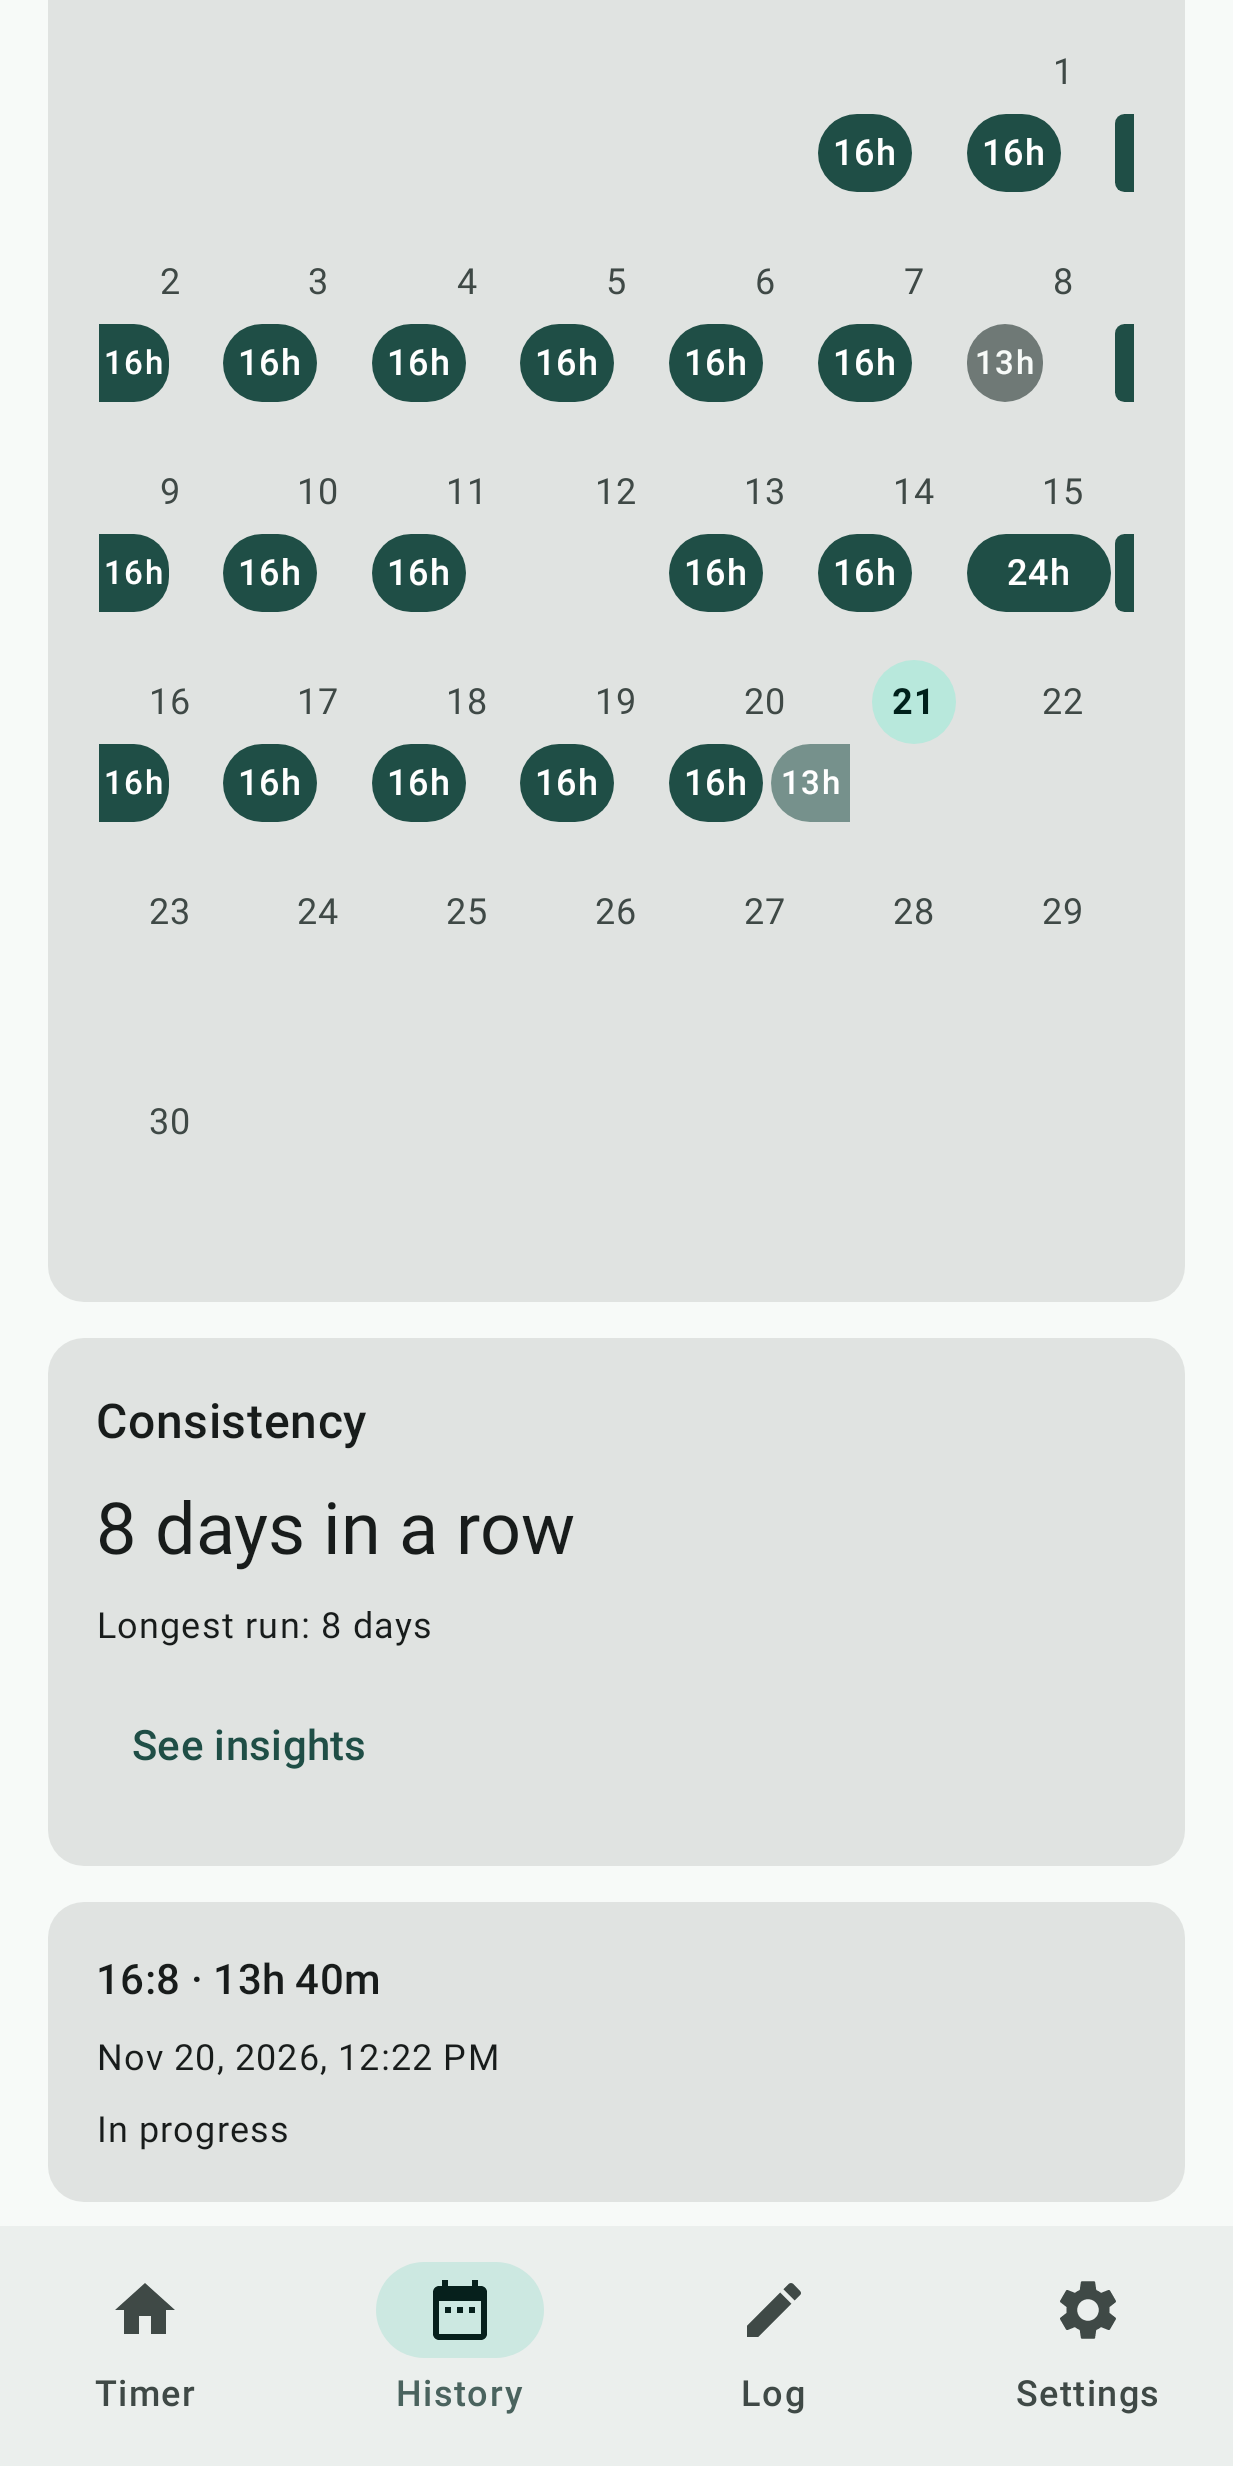 1
16h 16h
2 3 4 5 6 7 8
16h 16h 16h 16h 16h 16h 13h
9 10 11 12 13 14 15
16h 16h 16h 16h 16h 24h
16 17 18 19 20 21 22
16h 16h 16h 16h 16h 13h
23 24 25 26 27 28 29
30
Consistency
8 days in a row
Longest run: 8 days
See insights
16:8 · 13h 40m
Nov 20, 2026, 12:22 PM
In progress
Timer History Log Settings